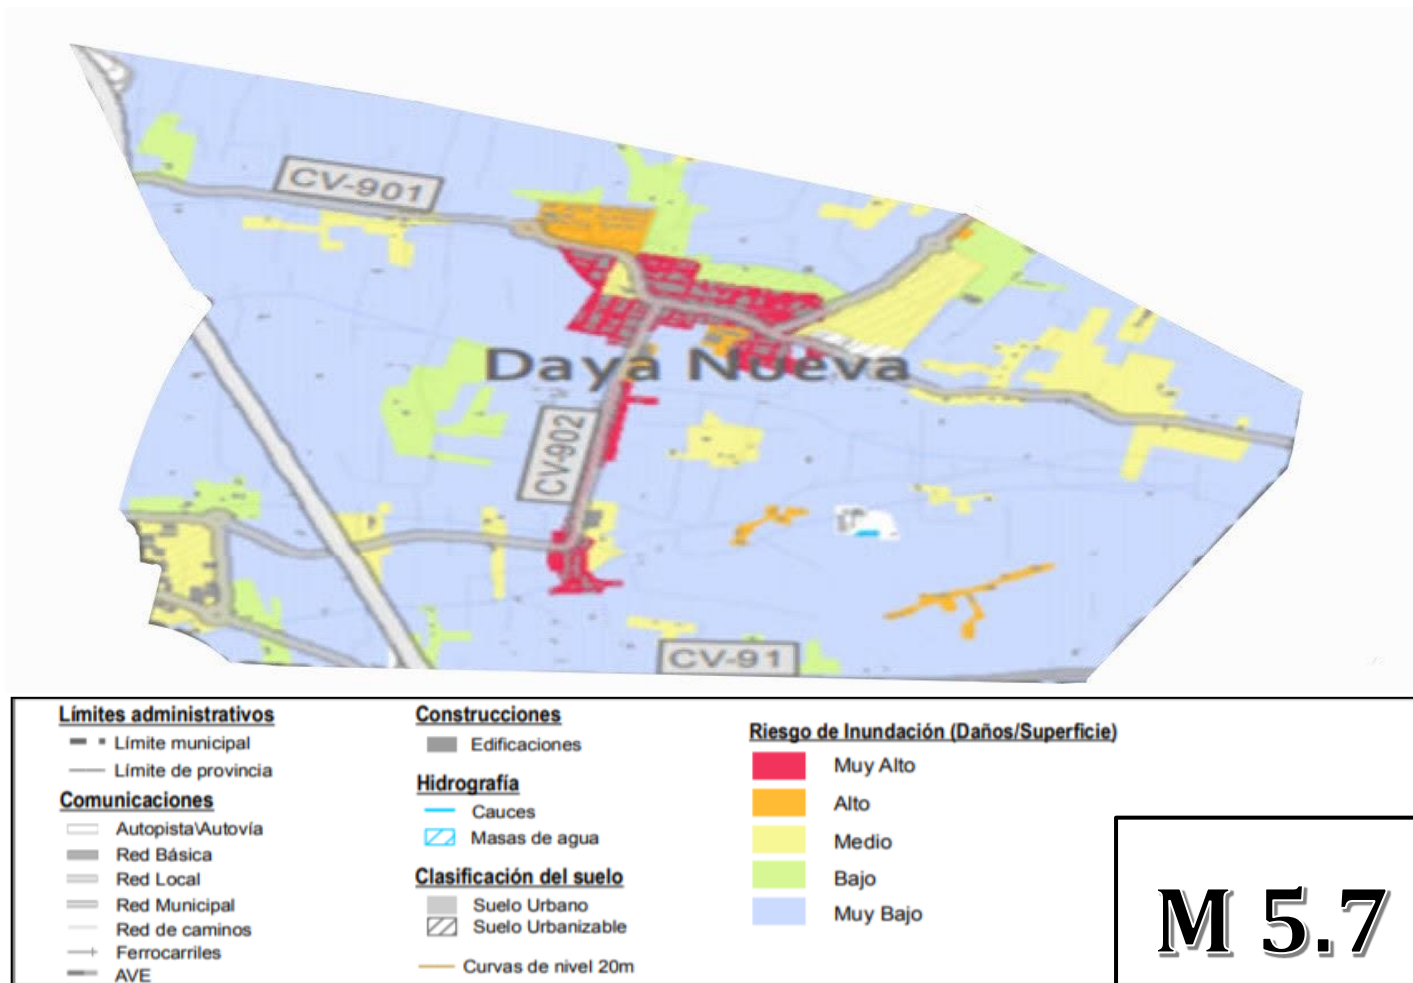 CV-901
Daya Nueva
CV-902
CV-91
Límites administrativos
Límite municipal
Límite de provincia
Comunicaciones
Autopista\Autovía
Red Básica
Red Local
Red Municipal
Red de caminos
Ferrocarriles
AVE
Construcciones
Edificaciones
Hidrografía
Cauces
Masas de agua
Clasificación del suelo
Suelo Urbano
Suelo Urbanizable
Curvas de nivel 20m
Riesgo de Inundación (Daños/Superficie)
Muy Alto
Alto
Medio
Bajo
Muy Bajo
M 5.7